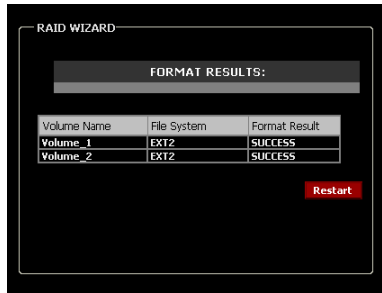 RAID WIZARD
FORMAT RESULTS:
Volume Name File System Format Result
Volume_1 EXT2 SUCCESS
Volume_2 EXT2 SUCCESS
Restart